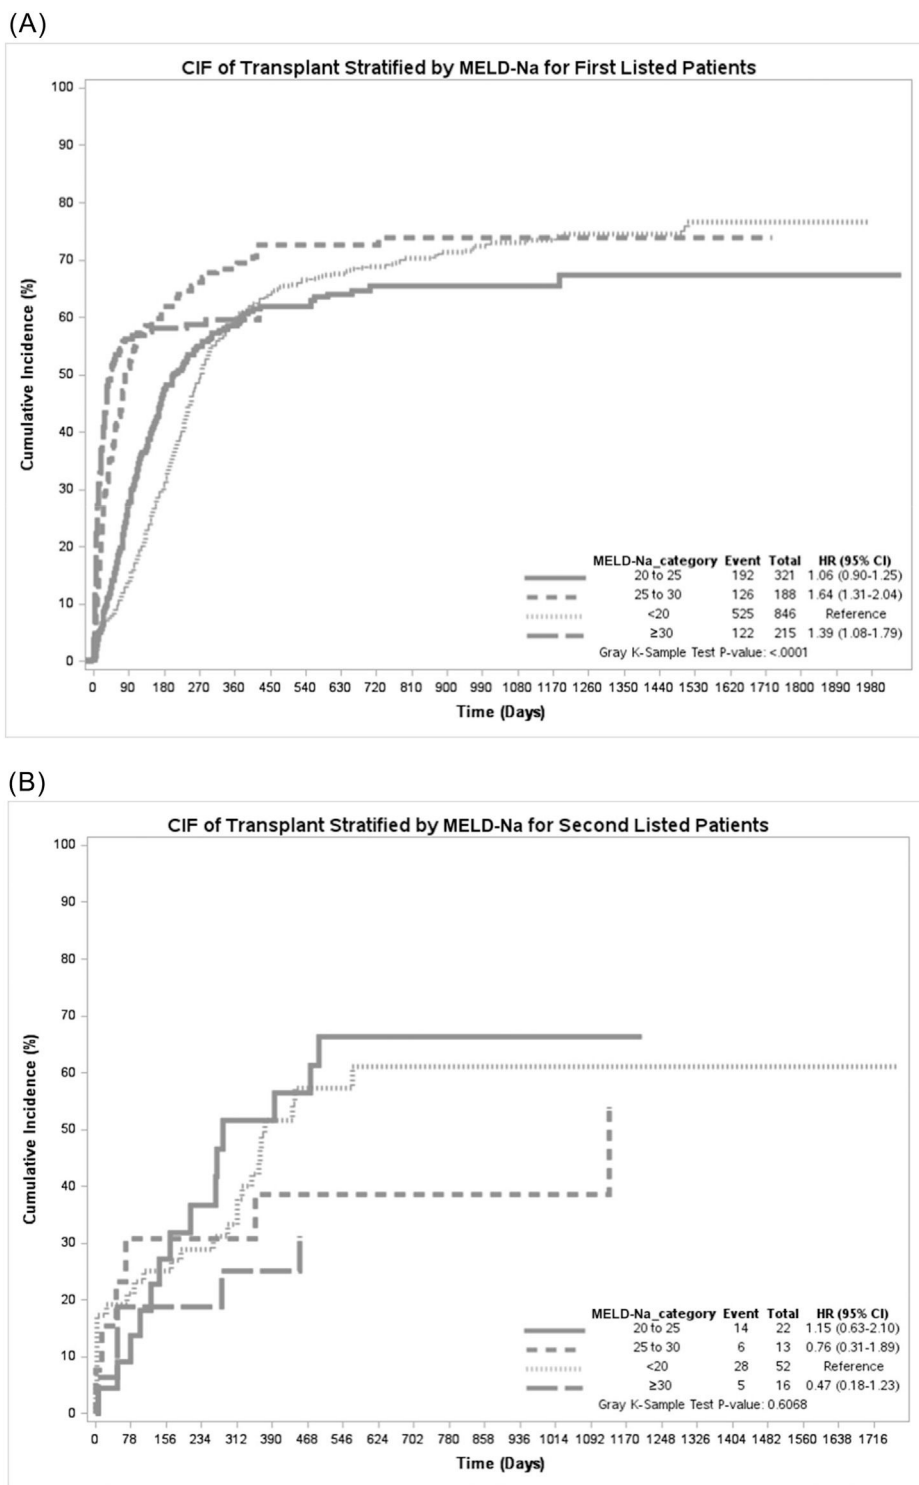 (A)
CIF of Transplant Stratified by MELD-Na for First Listed Patients
100
90
80
70
60
50
40
30
20
10
0
Cumulative Incidence (%)
MELD-Na_category Event Total HR (95% CI)
20 to 25 192 321 1.06 (0.90-1.25)
25 to 30 126 188 1.64 (1.31-2.04)
<20 525 846 Reference
≥30 122 215 1.39 (1.08-1.79)
Gray K-Sample Test P-value: <.0001
0 90 180 270 360 450 540 630 720 810 900 990 1080 1170 1260 1350 1440 1530 1620 1710 1800 1890 1980
Time (Days)
(B)
CIF of Transplant Stratified by MELD-Na for Second Listed Patients
100
90
80
70
60
50
40
30
20
10
0
Cumulative Incidence (%)
MELD-Na_category Event Total HR (95% CI)
20 to 25 14 22 1.15 (0.63-2.10)
25 to 30 6 13 0.76 (0.31-1.89)
<20 28 52 Reference
≥30 5 16 0.47 (0.18-1.23)
Gray K-Sample Test P-value: 0.6068
0 78 156 234 312 390 468 546 624 702 780 858 936 1014 1092 1170 1248 1326 1404 1482 1560 1638 1716
Time (Days)